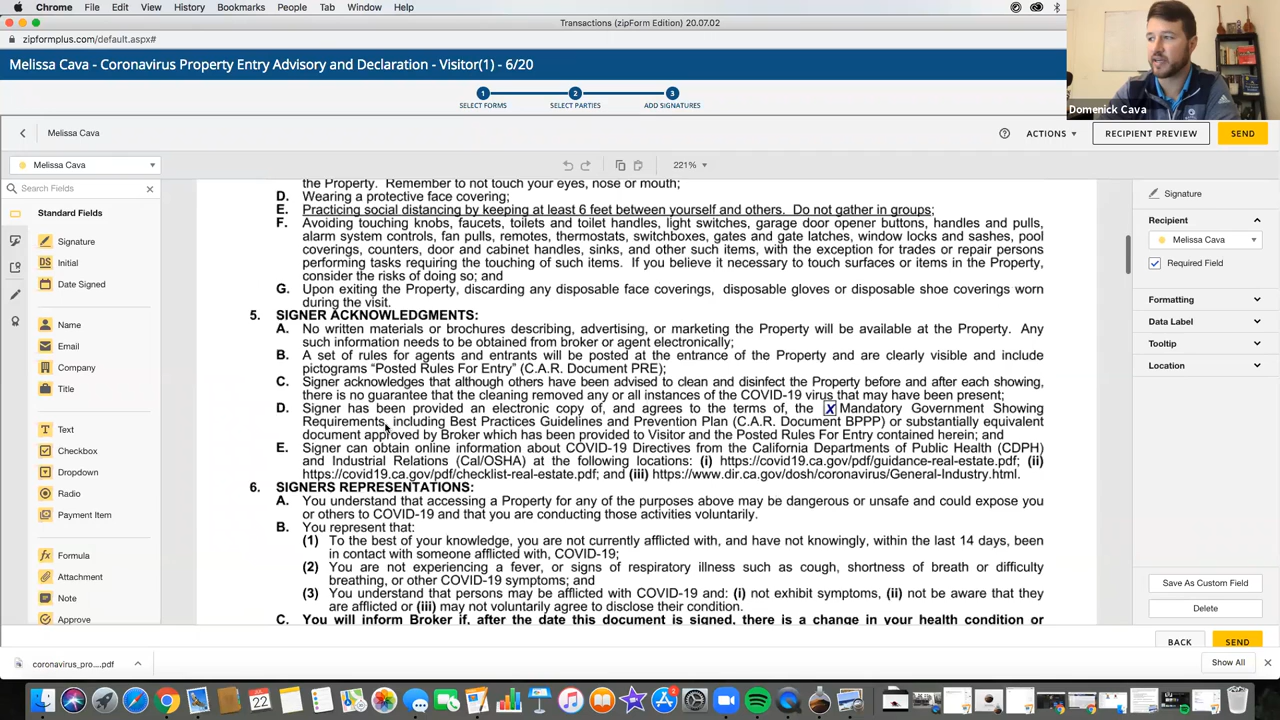 Chrome File Edit View History Bookmarks People Tab Window Help
Transactions (zipForm Edition) 20.07.02
zipformplus.com/default.aspx#
Melissa Cava - Coronavirus Property Entry Advisory and Declaration - Visitor(1) - 6/20
1 2 3
SELECT FORMS SELECT PARTIES ADD SIGNATURES
Domenick Cava
Melissa Cava
ACTIONS RECIPIENT PREVIEW SEND
Melissa Cava
221%
Search Fields
Standard Fields
Signature
DS Initial
Date Signed
Name
Email
Company
Title
Text
Checkbox
Dropdown
Radio
Payment Item
fx Formula
Attachment
Note
Approve
the Property. Remember to not touch your eyes, nose or mouth;
D. Wearing a protective face covering;
E. Practicing social distancing by keeping at least 6 feet between yourself and others. Do not gather in groups;
F. Avoiding touching knobs, faucets, toilets and toilet handles, light switches, garage door opener buttons, handles and pulls,
alarm system controls, fan pulls, remotes, thermostats, switchboxes, gates and gate latches, window locks and sashes, pool
coverings, counters, door and cabinet handles, sinks, and other such items, with the exception for trades or repair persons
performing tasks requiring the touching of such items. If you believe it necessary to touch surfaces or items in the Property,
consider the risks of doing so; and
G. Upon exiting the Property, discarding any disposable face coverings, disposable gloves or disposable shoe coverings worn
during the visit.
5. SIGNER ACKNOWLEDGMENTS:
A. No written materials or brochures describing, advertising, or marketing the Property will be available at the Property. Any
such information needs to be obtained from broker or agent electronically;
B. A set of rules for agents and entrants will be posted at the entrance of the Property and are clearly visible and include
pictograms “Posted Rules For Entry” (C.A.R. Document PRE);
C. Signer acknowledges that although others have been advised to clean and disinfect the Property before and after each showing,
there is no guarantee that the cleaning removed any or all instances of the COVID-19 virus that may have been present;
D. Signer has been provided an electronic copy of, and agrees to the terms of, the X Mandatory Government Showing
Requirements, including Best Practices Guidelines and Prevention Plan (C.A.R. Document BPPP) or substantially equivalent
document approved by Broker which has been provided to Visitor and the Posted Rules For Entry contained herein; and
E. Signer can obtain online information about COVID-19 Directives from the California Departments of Public Health (CDPH)
and Industrial Relations (Cal/OSHA) at the following locations: (i) https://covid19.ca.gov/pdf/guidance-real-estate.pdf; (ii)
https://covid19.ca.gov/pdf/checklist-real-estate.pdf; and (iii) https://www.dir.ca.gov/dosh/coronavirus/General-Industry.html.
6. SIGNERS REPRESENTATIONS:
A. You understand that accessing a Property for any of the purposes above may be dangerous or unsafe and could expose you
or others to COVID-19 and that you are conducting those activities voluntarily.
B. You represent that:
(1) To the best of your knowledge, you are not currently afflicted with, and have not knowingly, within the last 14 days, been
in contact with someone afflicted with, COVID-19;
(2) You are not experiencing a fever, or signs of respiratory illness such as cough, shortness of breath or difficulty
breathing, or other COVID-19 symptoms; and
(3) You understand that persons may be afflicted with COVID-19 and: (i) not exhibit symptoms, (ii) not be aware that they
are afflicted or (iii) may not voluntarily agree to disclose their condition.
C. You will inform Broker if, after the date this document is signed, there is a change in your health condition or
Signature
Recipient
Melissa Cava
Required Field
Formatting
Data Label
Tooltip
Location
Save As Custom Field
Delete
BACK SEND
coronavirus_pro....pdf
Show All
22